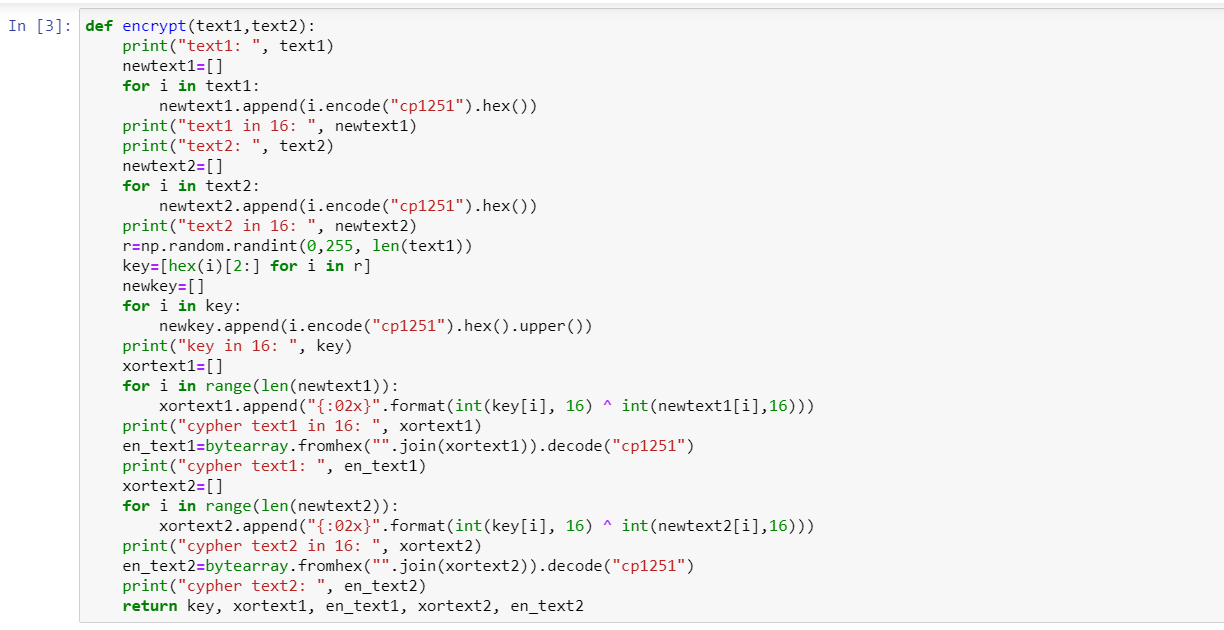 In [3]: def encrypt(text1,text2):
    print("text1: ", text1)
    newtext1=[]
    for i in text1:
        newtext1.append(i.encode("cp1251").hex())
    print("text1 in 16: ", newtext1)
    print("text2: ", text2)
    newtext2=[]
    for i in text2:
        newtext2.append(i.encode("cp1251").hex())
    print("text2 in 16: ", newtext2)
    r=np.random.randint(0,255, len(text1))
    key=[hex(i)[2:] for i in r]
    newkey=[]
    for i in key:
        newkey.append(i.encode("cp1251").hex().upper())
    print("key in 16: ", key)
    xortext1=[]
    for i in range(len(newtext1)):
        xortext1.append("{:02x}".format(int(key[i], 16) ^ int(newtext1[i],16)))
    print("cypher text1 in 16: ", xortext1)
    en_text1=bytearray.fromhex("".join(xortext1)).decode("cp1251")
    print("cypher text1: ", en_text1)
    xortext2=[]
    for i in range(len(newtext2)):
        xortext2.append("{:02x}".format(int(key[i], 16) ^ int(newtext2[i],16)))
    print("cypher text2 in 16: ", xortext2)
    en_text2=bytearray.fromhex("".join(xortext2)).decode("cp1251")
    print("cypher text2: ", en_text2)
    return key, xortext1, en_text1, xortext2, en_text2